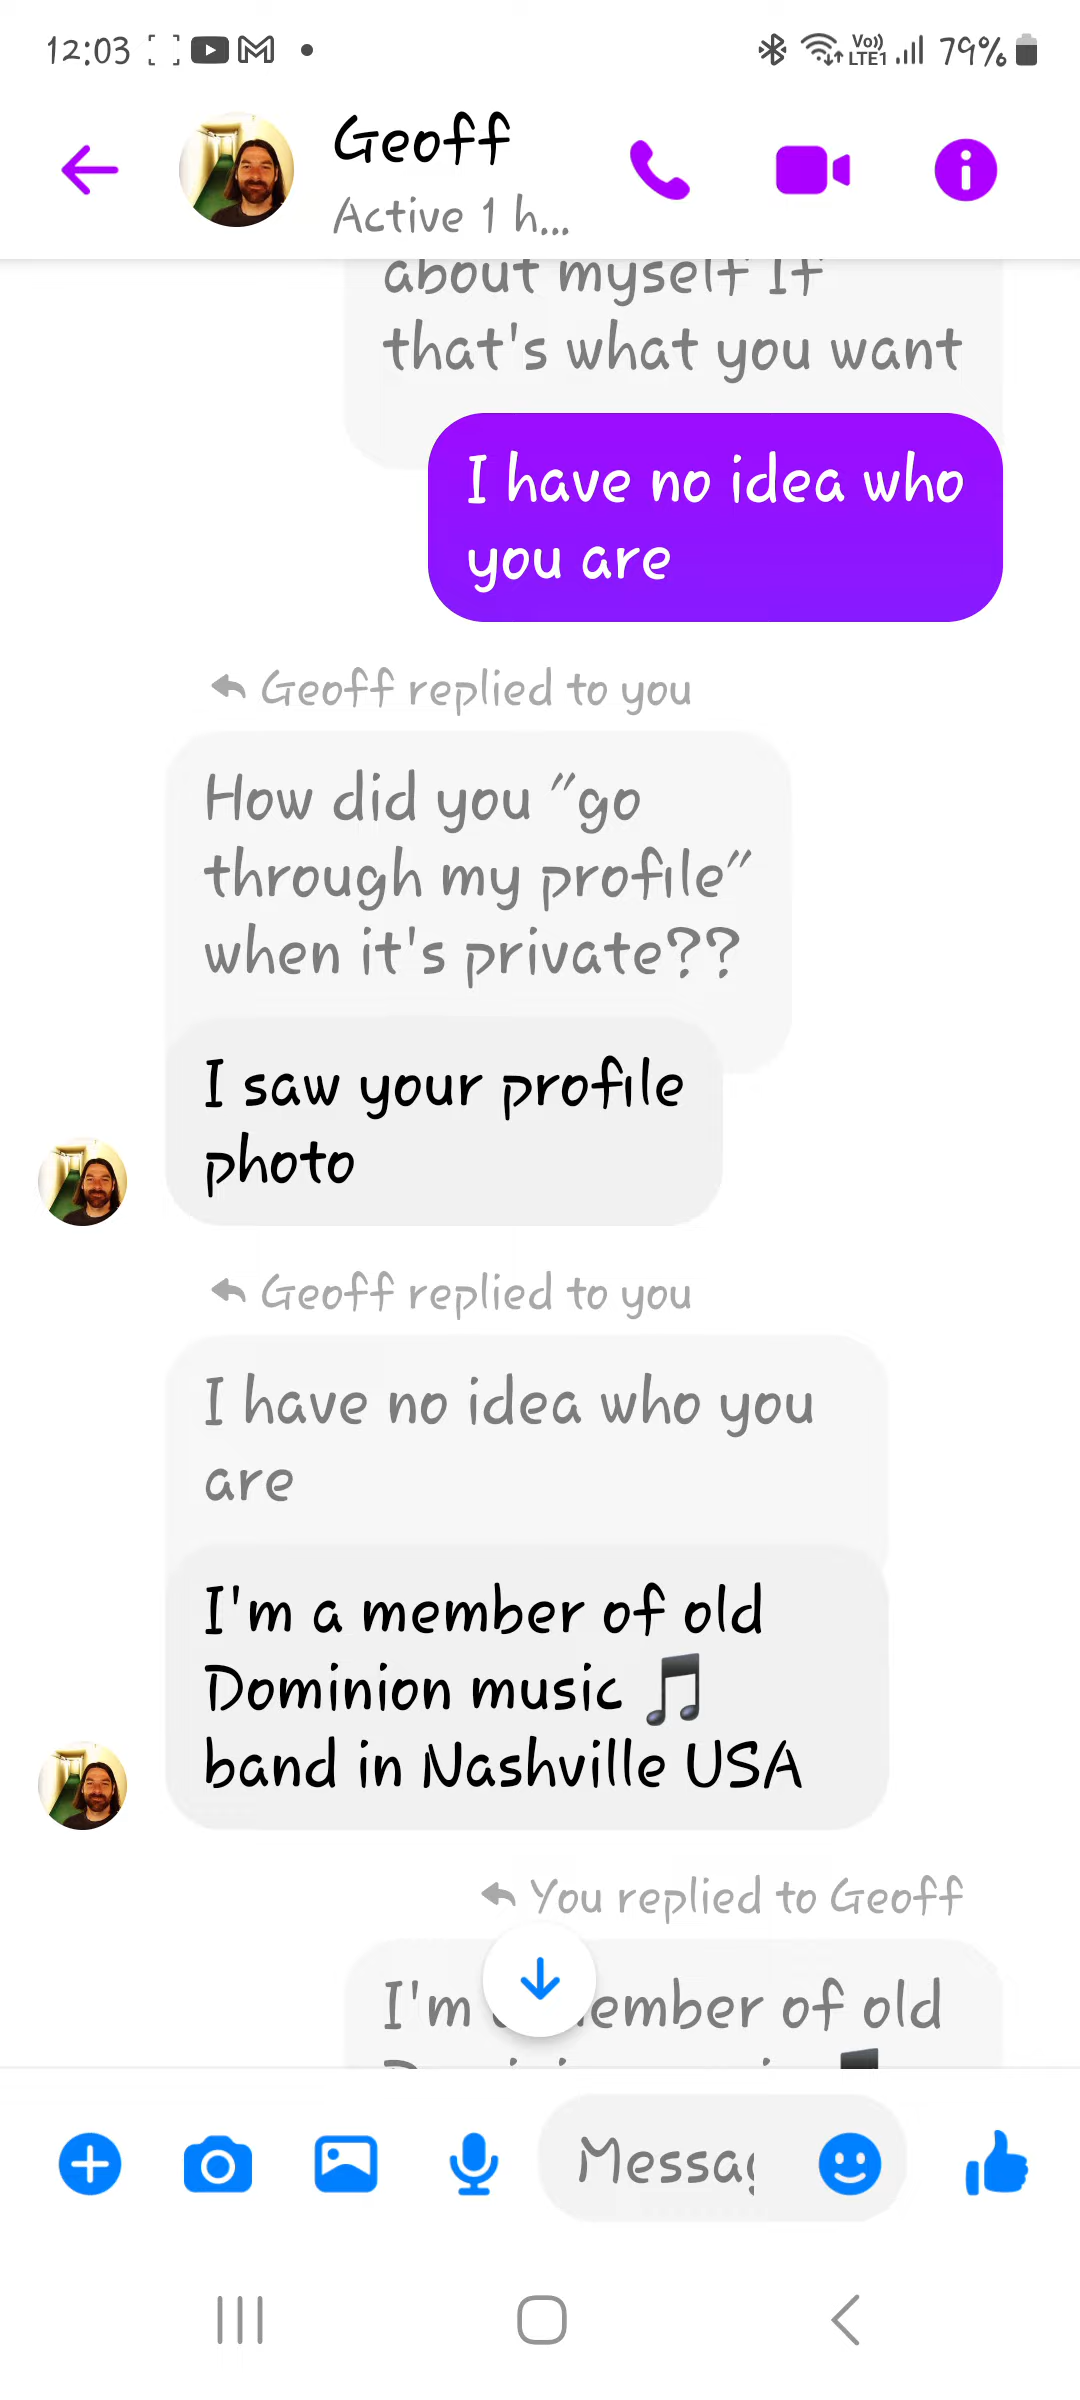 12:03
Vo))
LTE1
79%
Geoff
Active 1 h...
about myself If
that's what you want
I have no idea who
you are
Geoff replied to you
How did you "go
through my profile"
when it's private??
I saw your profile
photo
Geoff replied to you
I have no idea who you
are
I'm a member of old
Dominion music 🎵
band in Nashville USA
You replied to Geoff
I'm of old